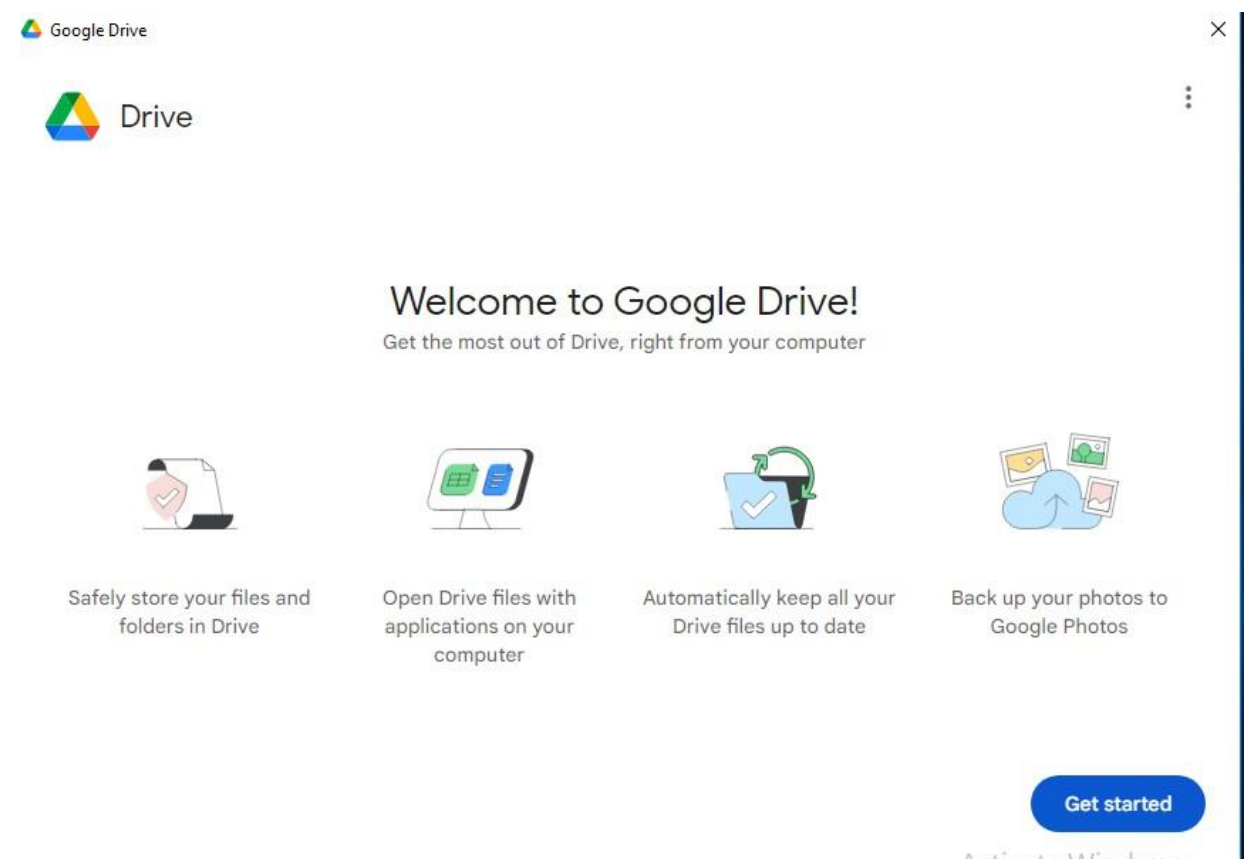 Google Drive
Drive
Welcome to Google Drive!
Get the most out of Drive, right from your computer
Safely store your files and
folders in Drive
Open Drive files with
applications on your
computer
Automatically keep all your
Drive files up to date
Back up your photos to
Google Photos
Get started